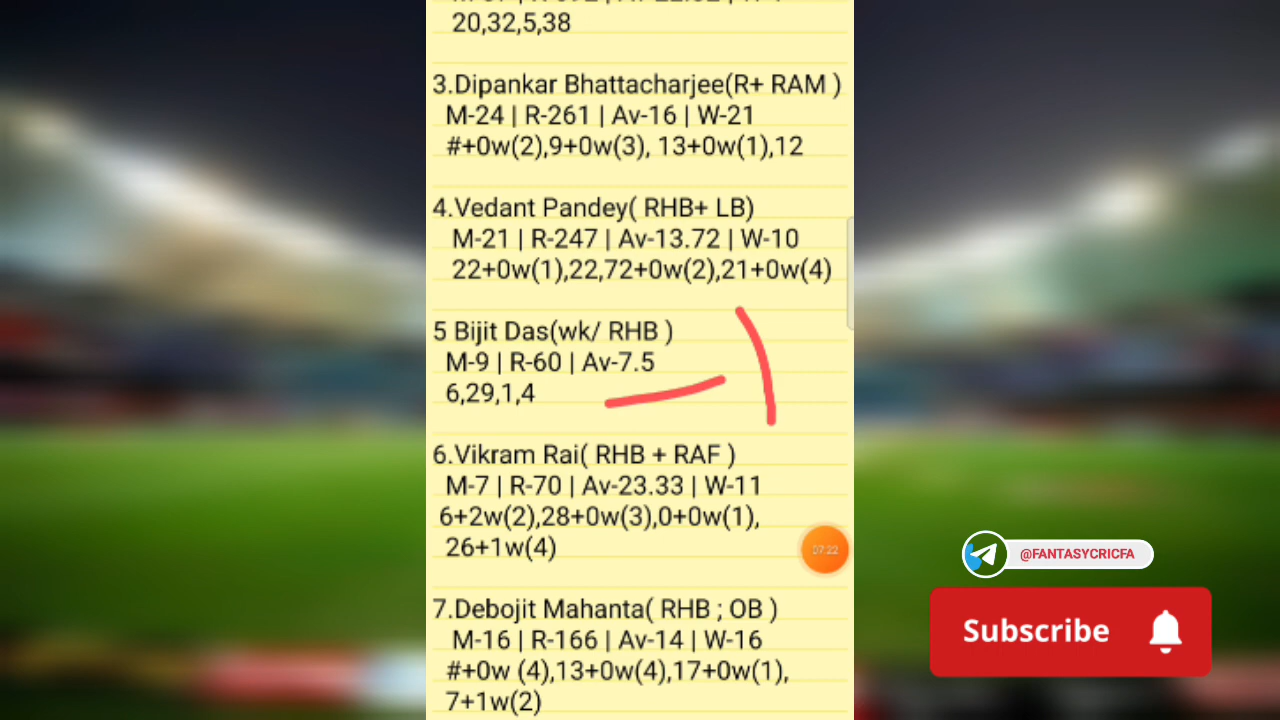 20,32,5,38
3.Dipankar Bhattacharjee(R+ RAM )
M-24 | R-261 | Av-16 | W-21
#+0w(2),9+0w(3), 13+0w(1),12
4.Vedant Pandey( RHB+ LB)
M-21 | R-247 | Av-13.72 | W-10
22+0w(1),22,72+0w(2),21+0w(4)
5 Bijit Das(wk/ RHB )
M-9 | R-60 | Av-7.5
6,29,1,4
6.Vikram Rai( RHB + RAF )
M-7 | R-70 | Av-23.33 | W-11
6+2w(2),28+0w(3),0+0w(1),
26+1w(4)
07:22
7.Debojit Mahanta( RHB ; OB )
M-16 | R-166 | Av-14 | W-16
#+0w (4),13+0w(4),17+0w(1),
7+1w(2)
@FANTASYCRICFA
Subscribe